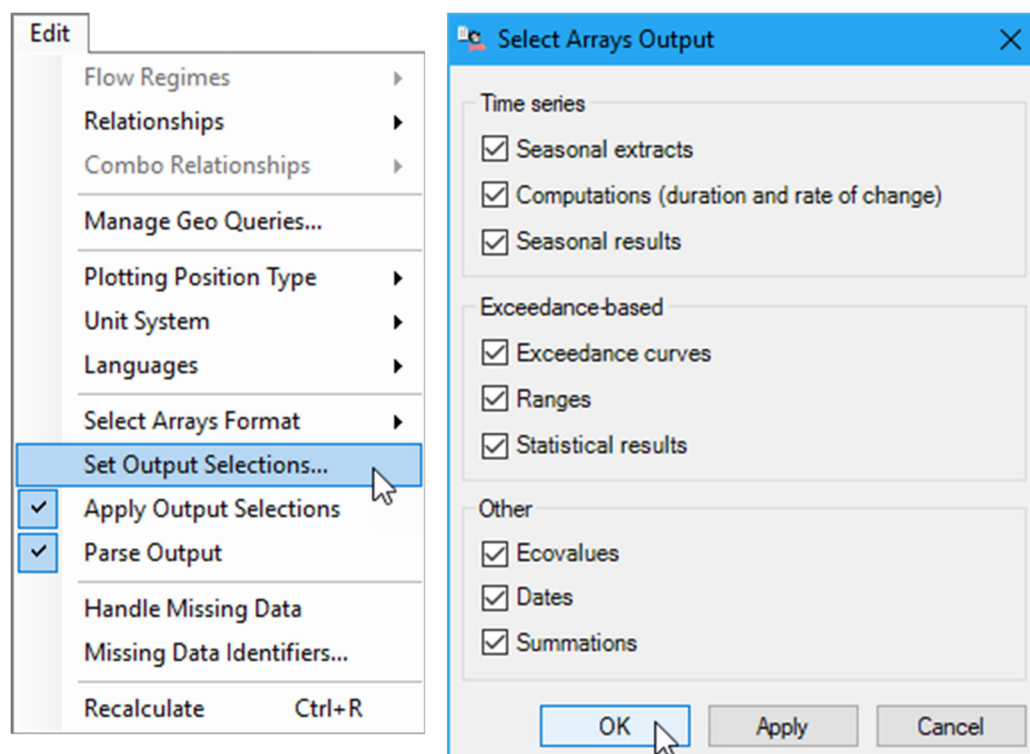 Edit
Flow Regimes
Relationships
Combo Relationships
Manage Geo Queries...
Plotting Position Type
Unit System
Languages
Select Arrays Format
Set Output Selections...
Apply Output Selections
Parse Output
Handle Missing Data
Missing Data Identifiers...
Recalculate Ctrl+R
Select Arrays Output
Time series
Seasonal extracts
Computations (duration and rate of change)
Seasonal results
Exceedance-based
Exceedance curves
Ranges
Statistical results
Other
Ecovalues
Dates
Summations
OK Apply Cancel